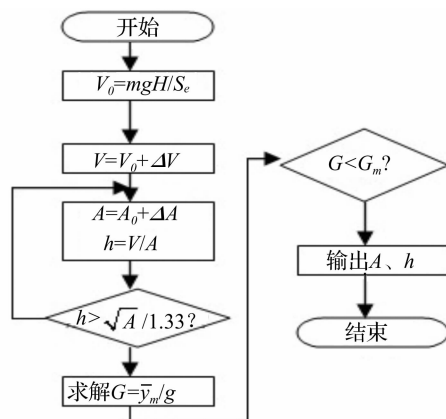 开始
V₀=mgH/Sₑ
V=V₀+ΔV
A=A₀+ΔA
h=V/A
h>√A/1.33?
求解G=ȳₘ/g
G<Gₘ?
输出A、h
结束